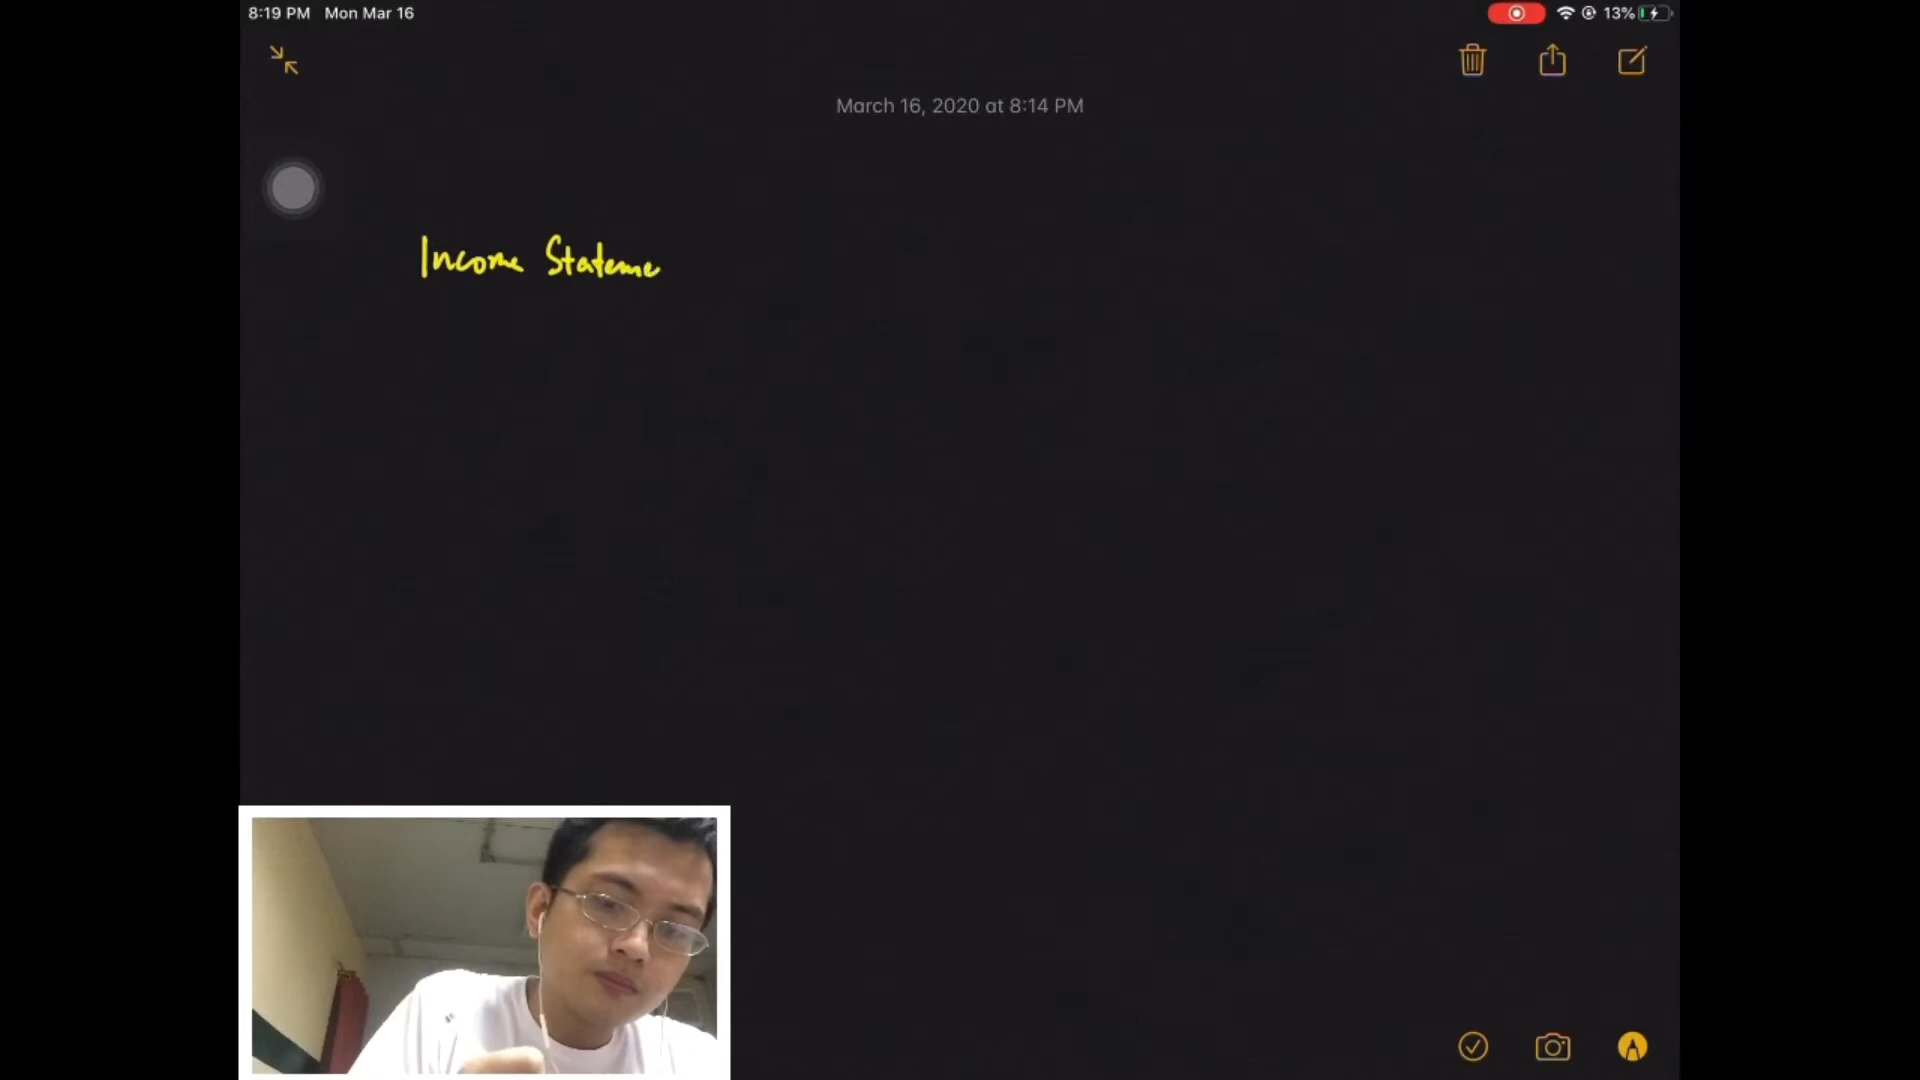 8:19 PM Mon Mar 16 13%
March 16, 2020 at 8:14 PM
Income Stateme